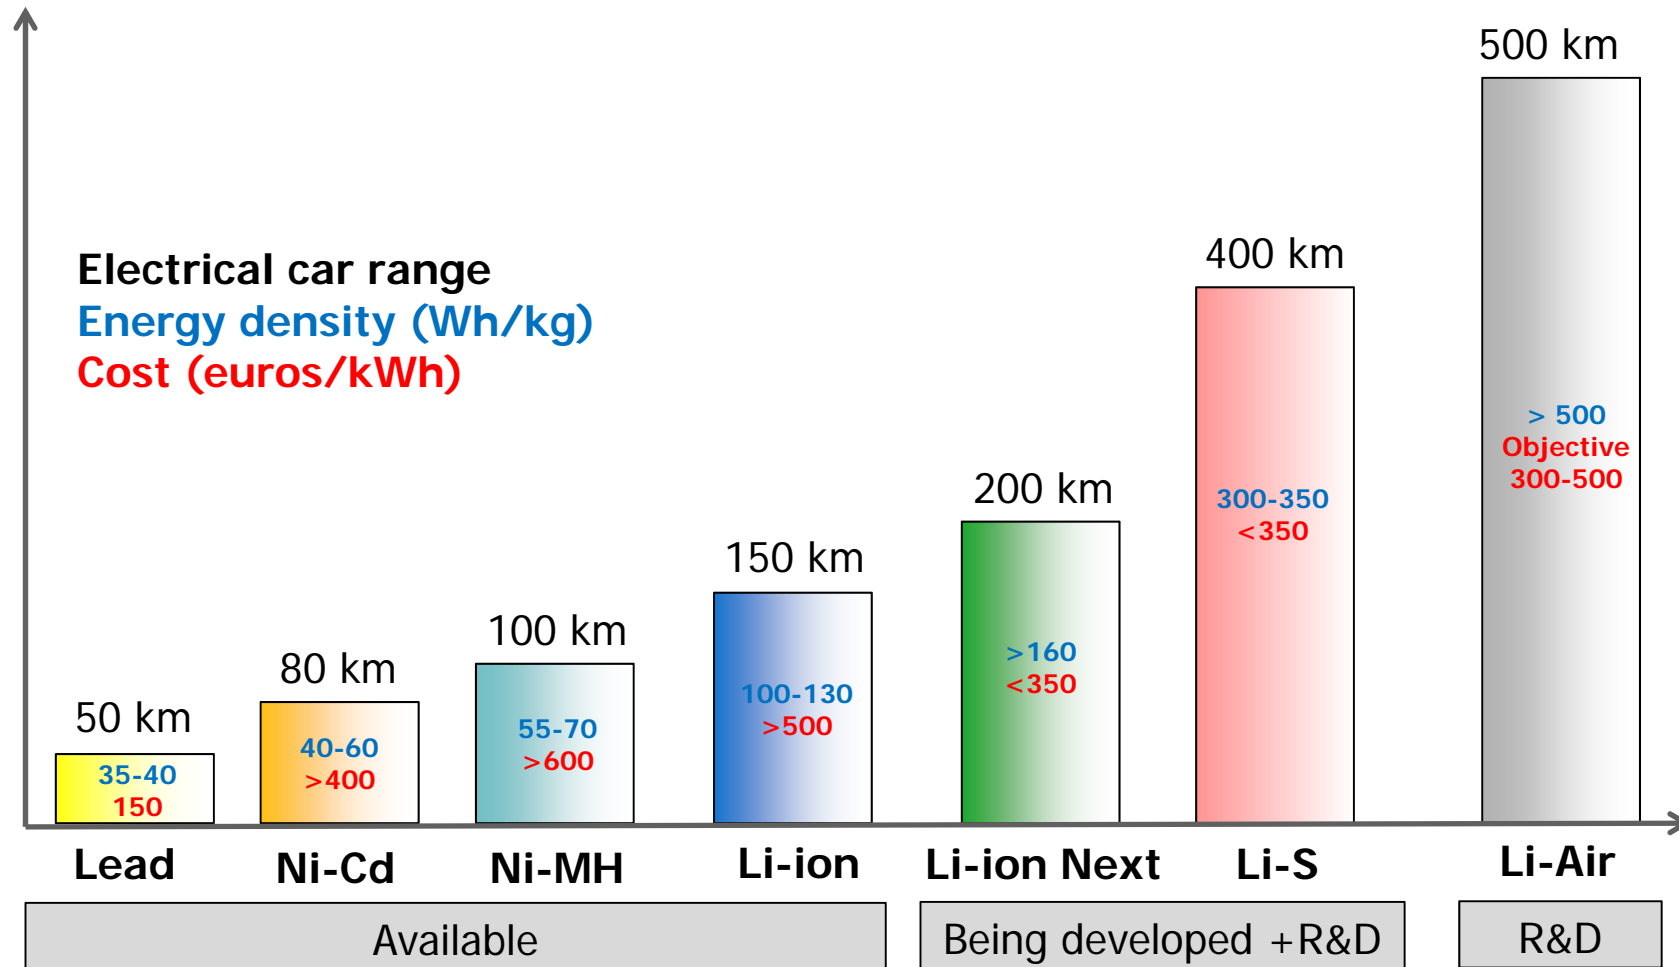 Electrical car range
Energy density (Wh/kg)
Cost (euros/kWh)
50 km
35-40
150
Lead
80 km
40-60
>400
Ni-Cd
100 km
55-70
>600
Ni-MH
150 km
100-130
>500
Li-ion
200 km
>160
<350
Li-ion Next
400 km
300-350
<350
Li-S
500 km
> 500
Objective
300-500
Li-Air
Available
Being developed +R&D
R&D